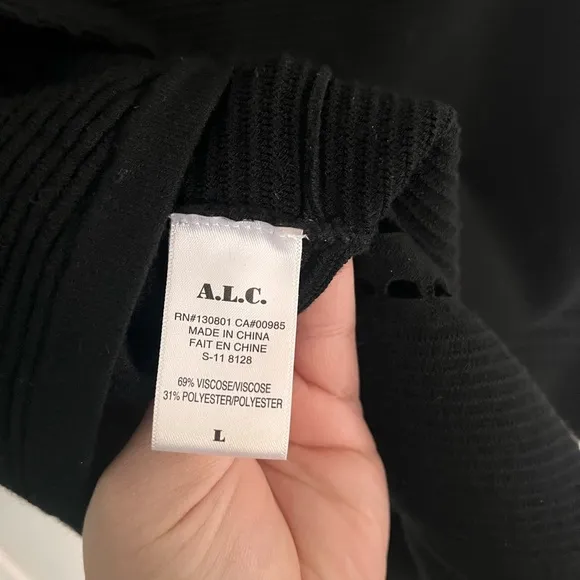 A.L.C.
RN#130801 CA#00985
MADE IN CHINA
FAIT EN CHINE
S-11 8128
69% VISCOSE/VISCOSE
31% POLYESTER/POLYESTER
L